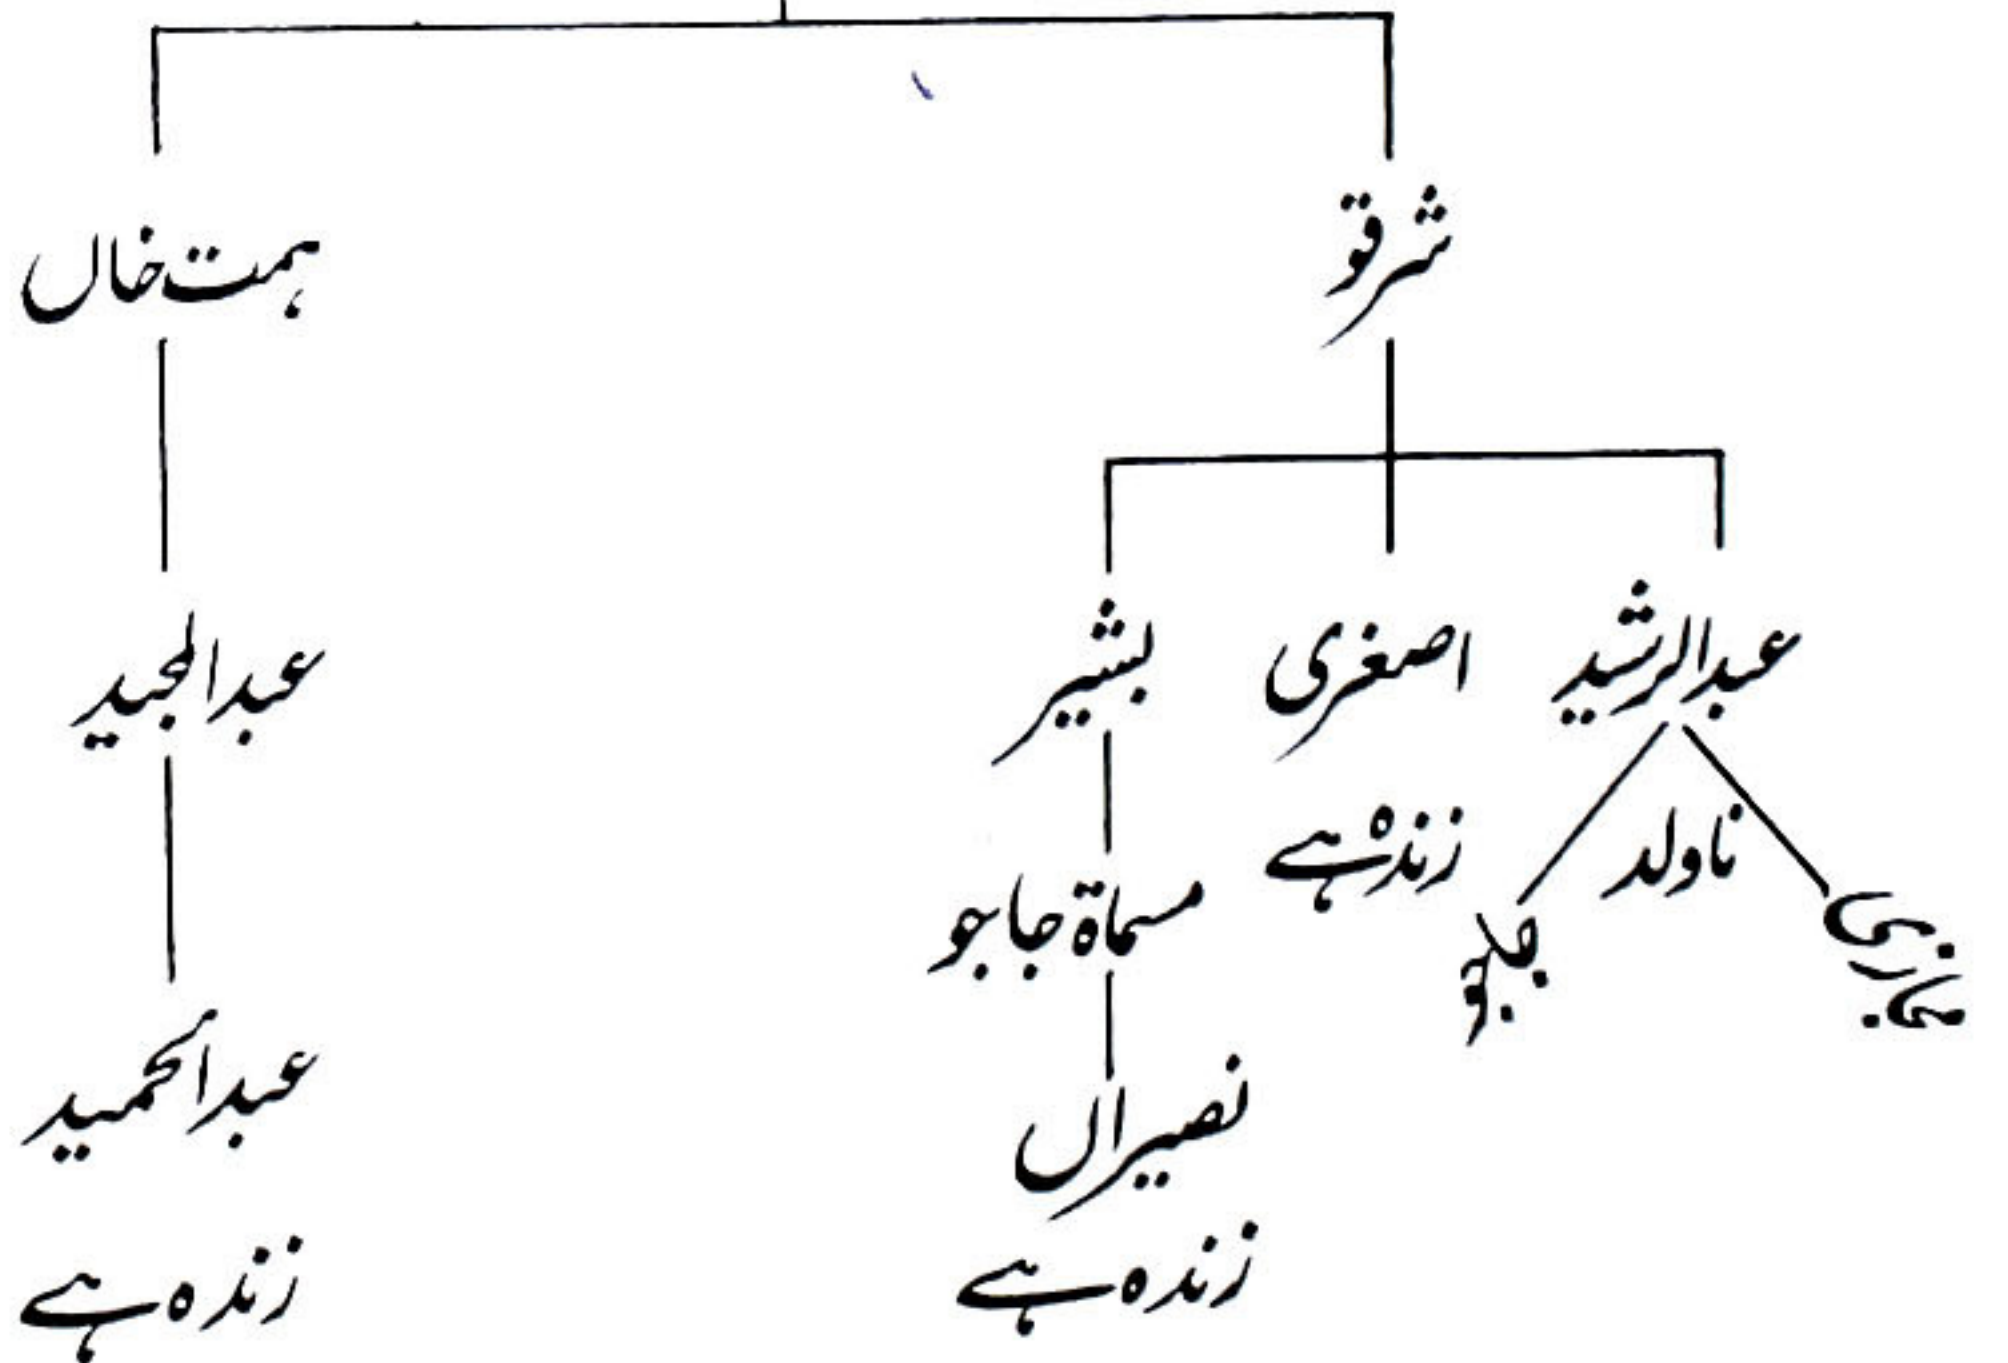 شرقو
ہمت خاں
عبدالرشید
اصغری
بشیر
عبدالمجید
ناولد
زندہ ہے
مسماۃ جاجو
نصیراں
زندہ ہے
عبدالحمید
زندہ ہے